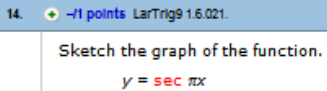 14. -/1 points LarTrig9 1.6.021.
Sketch the graph of the function.
y = sec πx